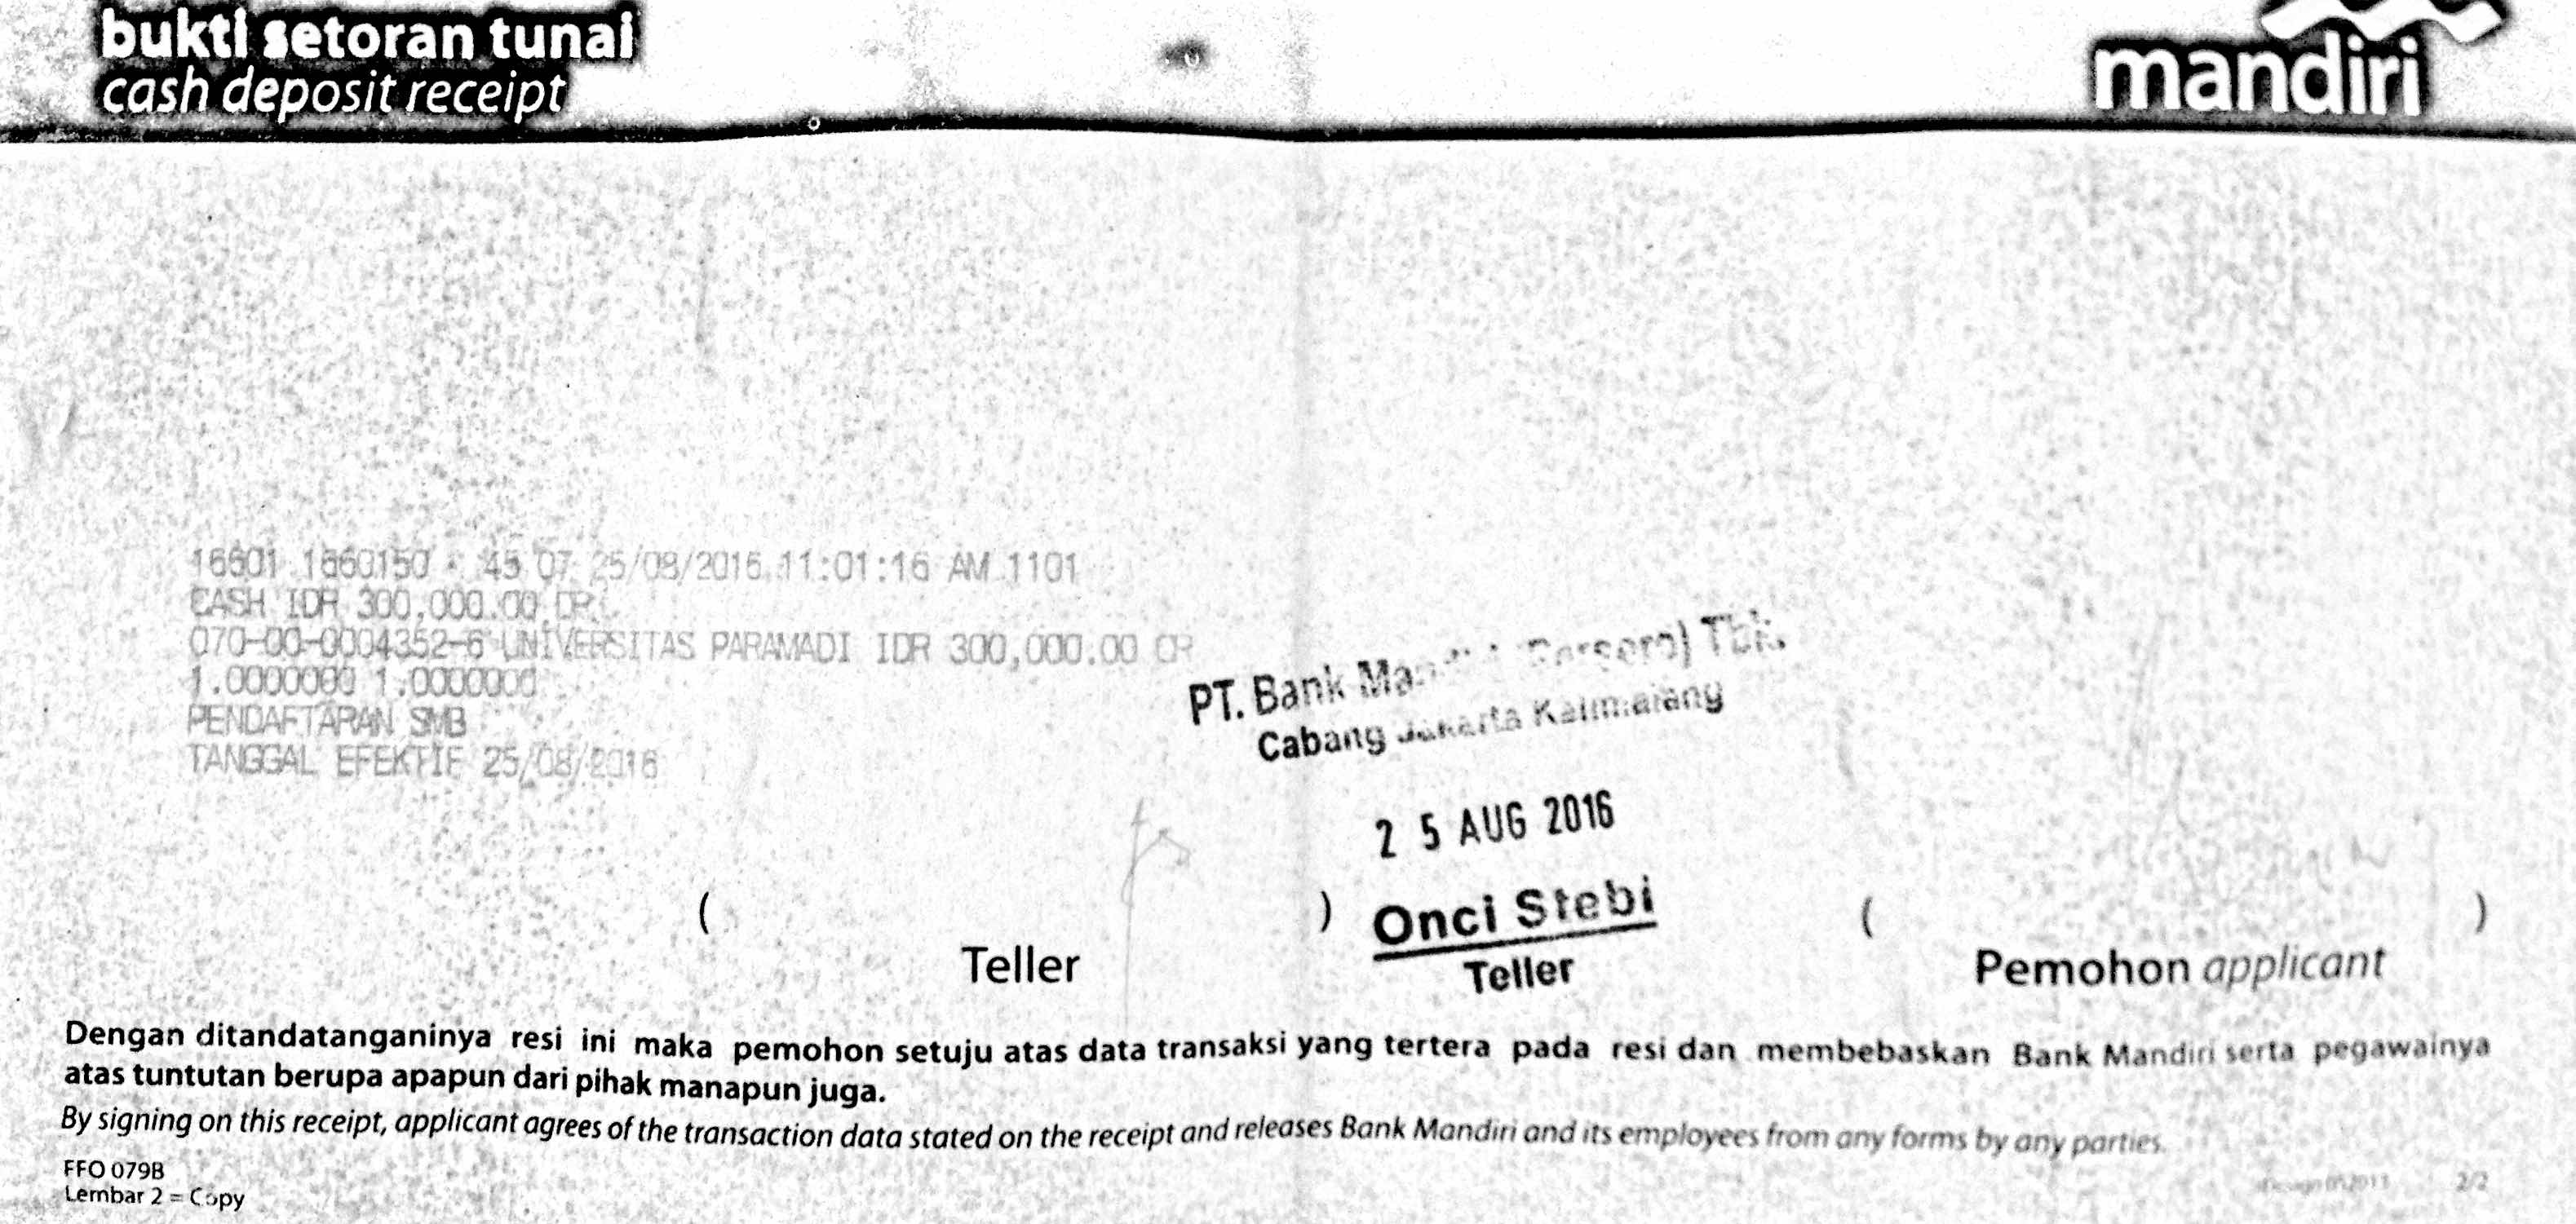 bukti setoran tunai
cash deposit receipt
mandiri
16601 1660150 45 07 25/08/2016 11:01:16 AM 1101
CASH IDR 300,000.00 DR
070-00-0004352-6 UNIVERSITAS PARAMADI IDR 300,000.00 CR
1.0000000 1.0000000
PENDAFTARAN SMB
TANGGAL EFEKTIF 25/08/2016
PT. Bank Mandiri (Persero) Tbk.
Cabang Jakarta Kalimalang
2 5 AUG 2016
( ) Onci Stebi ( )
Teller
Teller
Pemohon applicant
Dengan ditandatanganinya resi ini maka pemohon setuju atas data transaksi yang tertera pada resi dan membebaskan Bank Mandiri serta pegawainya
atas tuntutan berupa apapun dari pihak manapun juga.
By signing on this receipt, applicant agrees of the transaction data stated on the receipt and releases Bank Mandiri and its employees from any forms by any parties.
FFO 079B
Lembar 2 = Copy
2/2